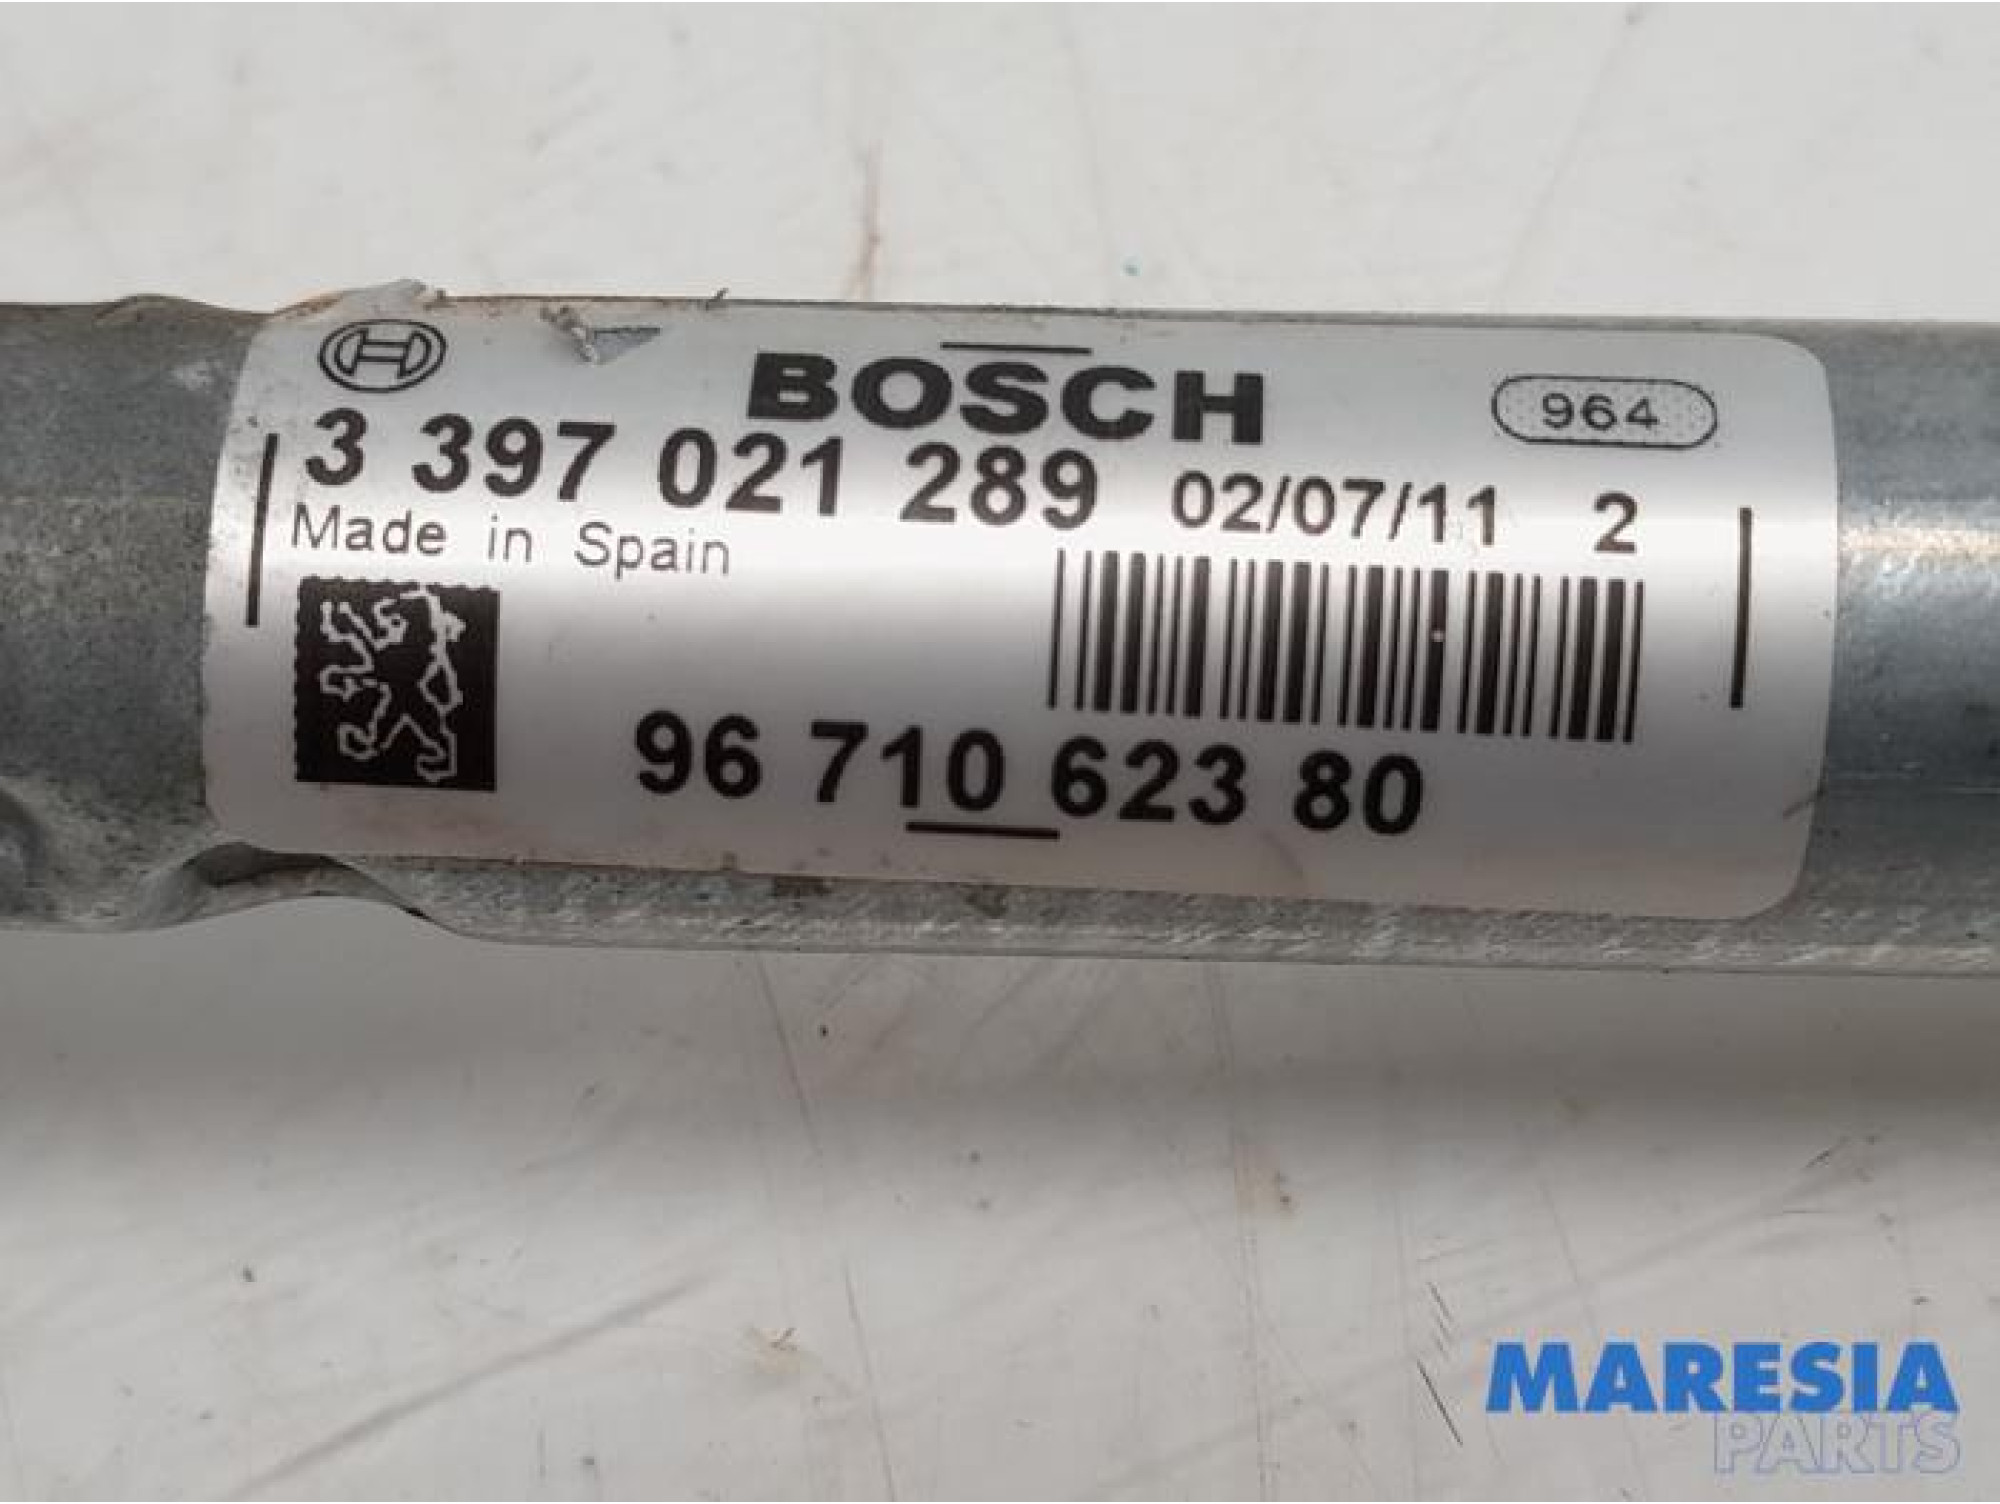 BOSCH
964
3 397 021 289 02/07/11 2
Made in Spain
96 710 623 80
MARESIA
PARTS